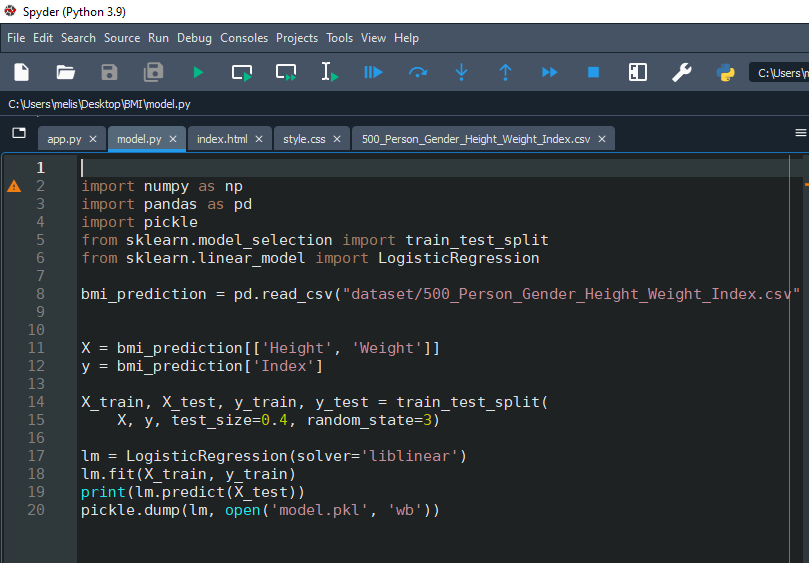 Spyder (Python 3.9)
File Edit Search Source Run Debug Consoles Projects Tools View Help
C:\Users\n
C:\Users\melis\Desktop\BMI\model.py
app.py model.py index.html style.css 500_Person_Gender_Height_Weight_Index.csv
1
2 import numpy as np
3 import pandas as pd
4 import pickle
5 from sklearn.model_selection import train_test_split
6 from sklearn.linear_model import LogisticRegression
7
8 bmi_prediction = pd.read_csv("dataset/500_Person_Gender_Height_Weight_Index.csv"
9
10
11 X = bmi_prediction[['Height', 'Weight']]
12 y = bmi_prediction['Index']
13
14 X_train, X_test, y_train, y_test = train_test_split(
15     X, y, test_size=0.4, random_state=3)
16
17 lm = LogisticRegression(solver='liblinear')
18 lm.fit(X_train, y_train)
19 print(lm.predict(X_test))
20 pickle.dump(lm, open('model.pkl', 'wb'))